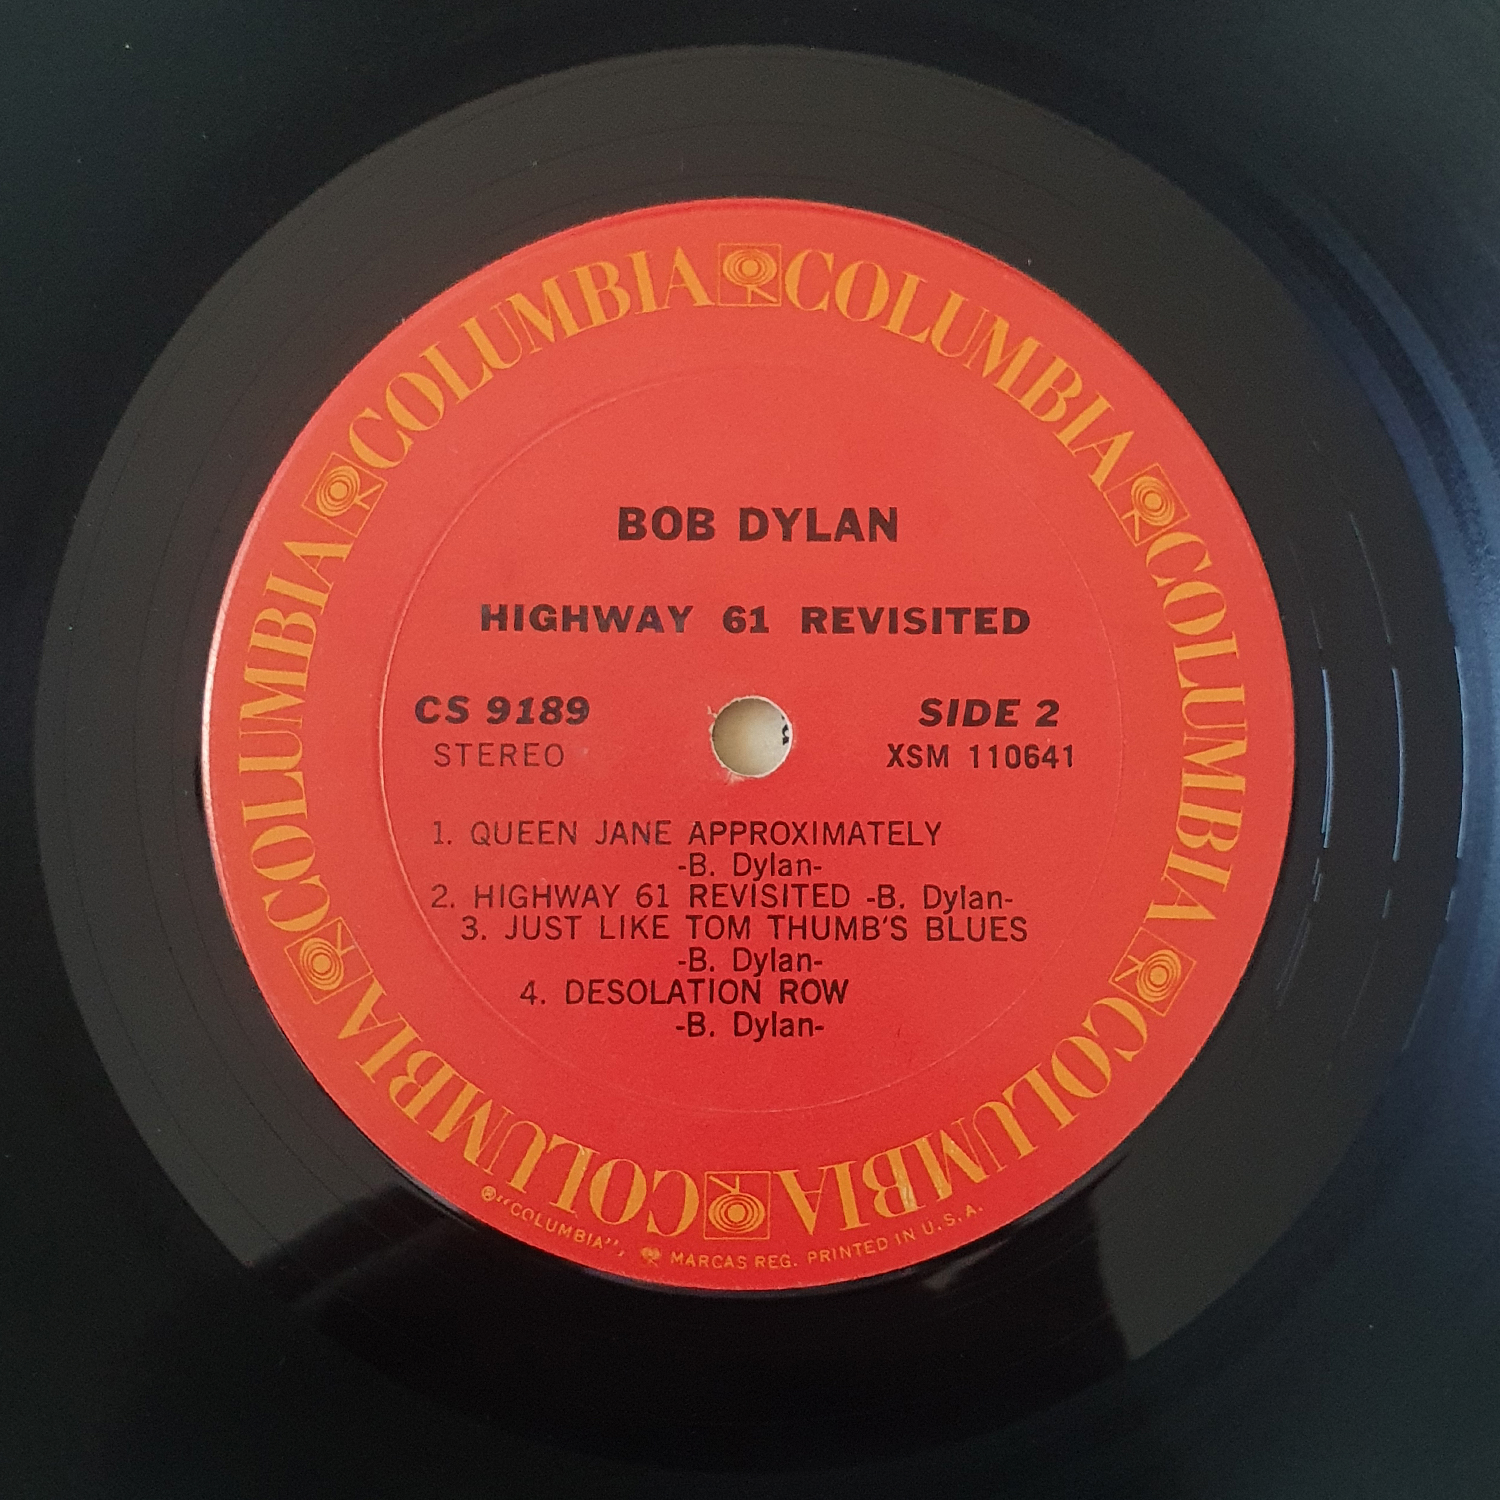 COLUMBIA COLUMBIA COLUMBIA COLUMBIA COLUMBIA COLUMBIA
BOB DYLAN
HIGHWAY 61 REVISITED
CS 9189
STEREO
SIDE 2
XSM 110641
1. QUEEN JANE APPROXIMATELY
-B. Dylan-
2. HIGHWAY 61 REVISITED -B. Dylan-
3. JUST LIKE TOM THUMB'S BLUES
-B. Dylan-
4. DESOLATION ROW
-B. Dylan-
®"COLUMBIA", MARCAS REG. PRINTED IN U.S.A.